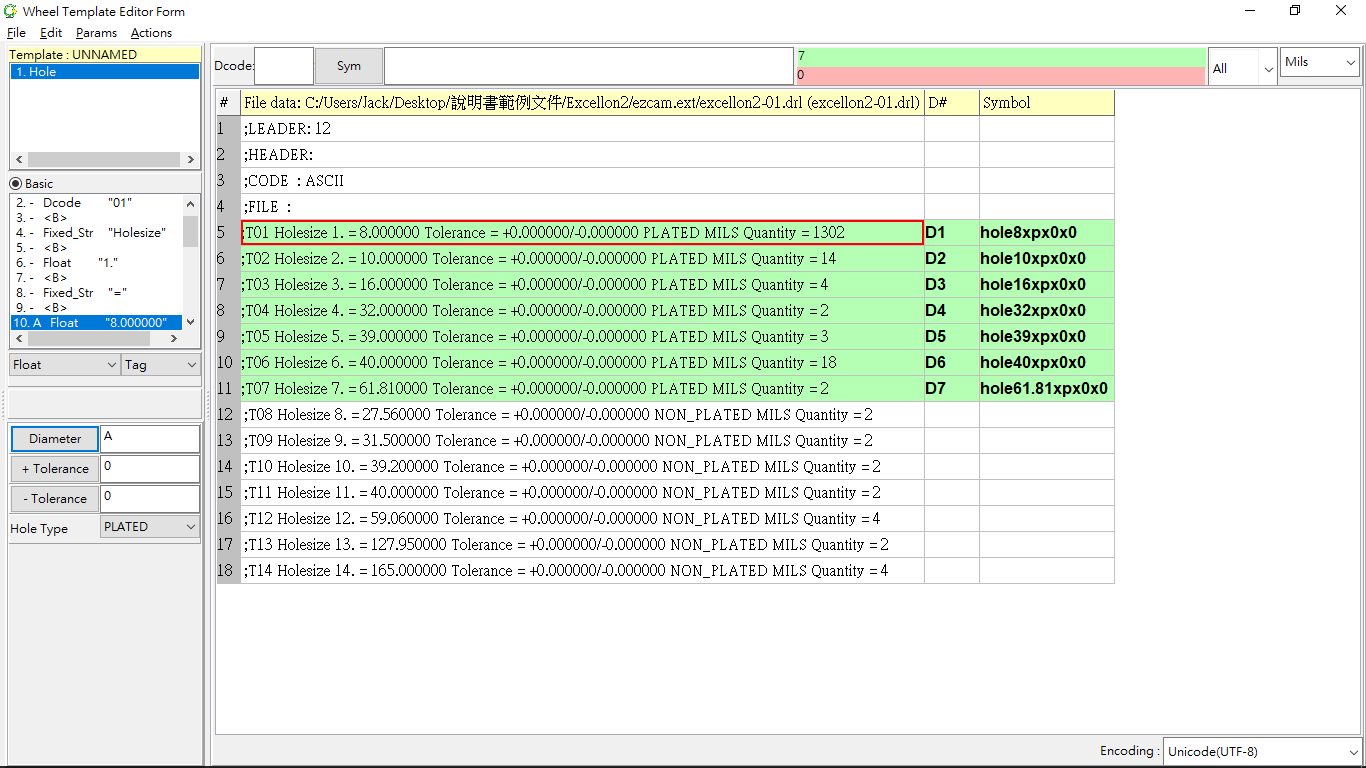 Wheel Template Editor Form
File Edit Params Actions
Template : UNNAMED
1. Hole
Basic
2. - Dcode "01"
3. - <B>
4. - Fixed_Str "Holesize"
5. - <B>
6. - Float "1."
7. - <B>
8. - Fixed_Str "="
9. - <B>
10. A Float "8.000000"
Float Tag
Diameter A
+ Tolerance 0
- Tolerance 0
Hole Type PLATED
Dcode: Sym
7
0
All Mils
# File data: C:/Users/Jack/Desktop/說明書範例文件/Excellon2/ezcam.ext/excellon2-01.drl (excellon2-01.drl) D# Symbol
1 ;LEADER: 12
2 ;HEADER:
3 ;CODE : ASCII
4 ;FILE :
5 ;T01 Holesize 1. = 8.000000 Tolerance = +0.000000/-0.000000 PLATED MILS Quantity = 1302 D1 hole8xpx0x0
6 ;T02 Holesize 2. = 10.000000 Tolerance = +0.000000/-0.000000 PLATED MILS Quantity = 14 D2 hole10xpx0x0
7 ;T03 Holesize 3. = 16.000000 Tolerance = +0.000000/-0.000000 PLATED MILS Quantity = 4 D3 hole16xpx0x0
8 ;T04 Holesize 4. = 32.000000 Tolerance = +0.000000/-0.000000 PLATED MILS Quantity = 2 D4 hole32xpx0x0
9 ;T05 Holesize 5. = 39.000000 Tolerance = +0.000000/-0.000000 PLATED MILS Quantity = 3 D5 hole39xpx0x0
10 ;T06 Holesize 6. = 40.000000 Tolerance = +0.000000/-0.000000 PLATED MILS Quantity = 18 D6 hole40xpx0x0
11 ;T07 Holesize 7. = 61.810000 Tolerance = +0.000000/-0.000000 PLATED MILS Quantity = 2 D7 hole61.81xpx0x0
12 ;T08 Holesize 8. = 27.560000 Tolerance = +0.000000/-0.000000 NON_PLATED MILS Quantity = 2
13 ;T09 Holesize 9. = 31.500000 Tolerance = +0.000000/-0.000000 NON_PLATED MILS Quantity = 2
14 ;T10 Holesize 10. = 39.200000 Tolerance = +0.000000/-0.000000 NON_PLATED MILS Quantity = 2
15 ;T11 Holesize 11. = 40.000000 Tolerance = +0.000000/-0.000000 NON_PLATED MILS Quantity = 2
16 ;T12 Holesize 12. = 59.060000 Tolerance = +0.000000/-0.000000 NON_PLATED MILS Quantity = 4
17 ;T13 Holesize 13. = 127.950000 Tolerance = +0.000000/-0.000000 NON_PLATED MILS Quantity = 2
18 ;T14 Holesize 14. = 165.000000 Tolerance = +0.000000/-0.000000 NON_PLATED MILS Quantity = 4
Encoding : Unicode(UTF-8)